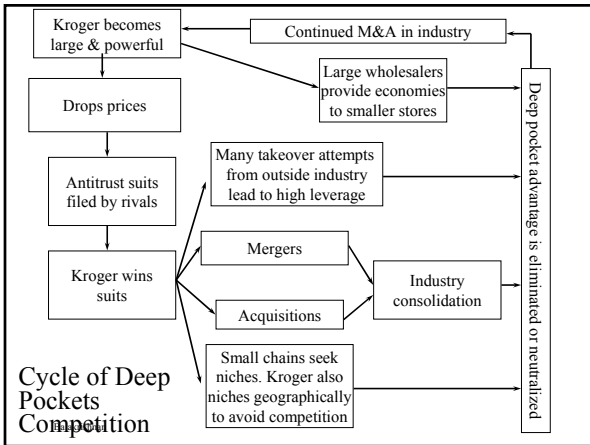 Kroger becomes
large & powerful
Continued M&A in industry
Large wholesalers
provide economies
to smaller stores
Drops prices
Many takeover attempts
from outside industry
lead to high leverage
Antitrust suits
filed by rivals
Mergers
Kroger wins
suits
Industry
consolidation
Acquisitions
Small chains seek
niches. Kroger also
niches geographically
to avoid competition
Deep pocket advantage is eliminated or neutralized
Cycle of Deep
Pockets
Competition